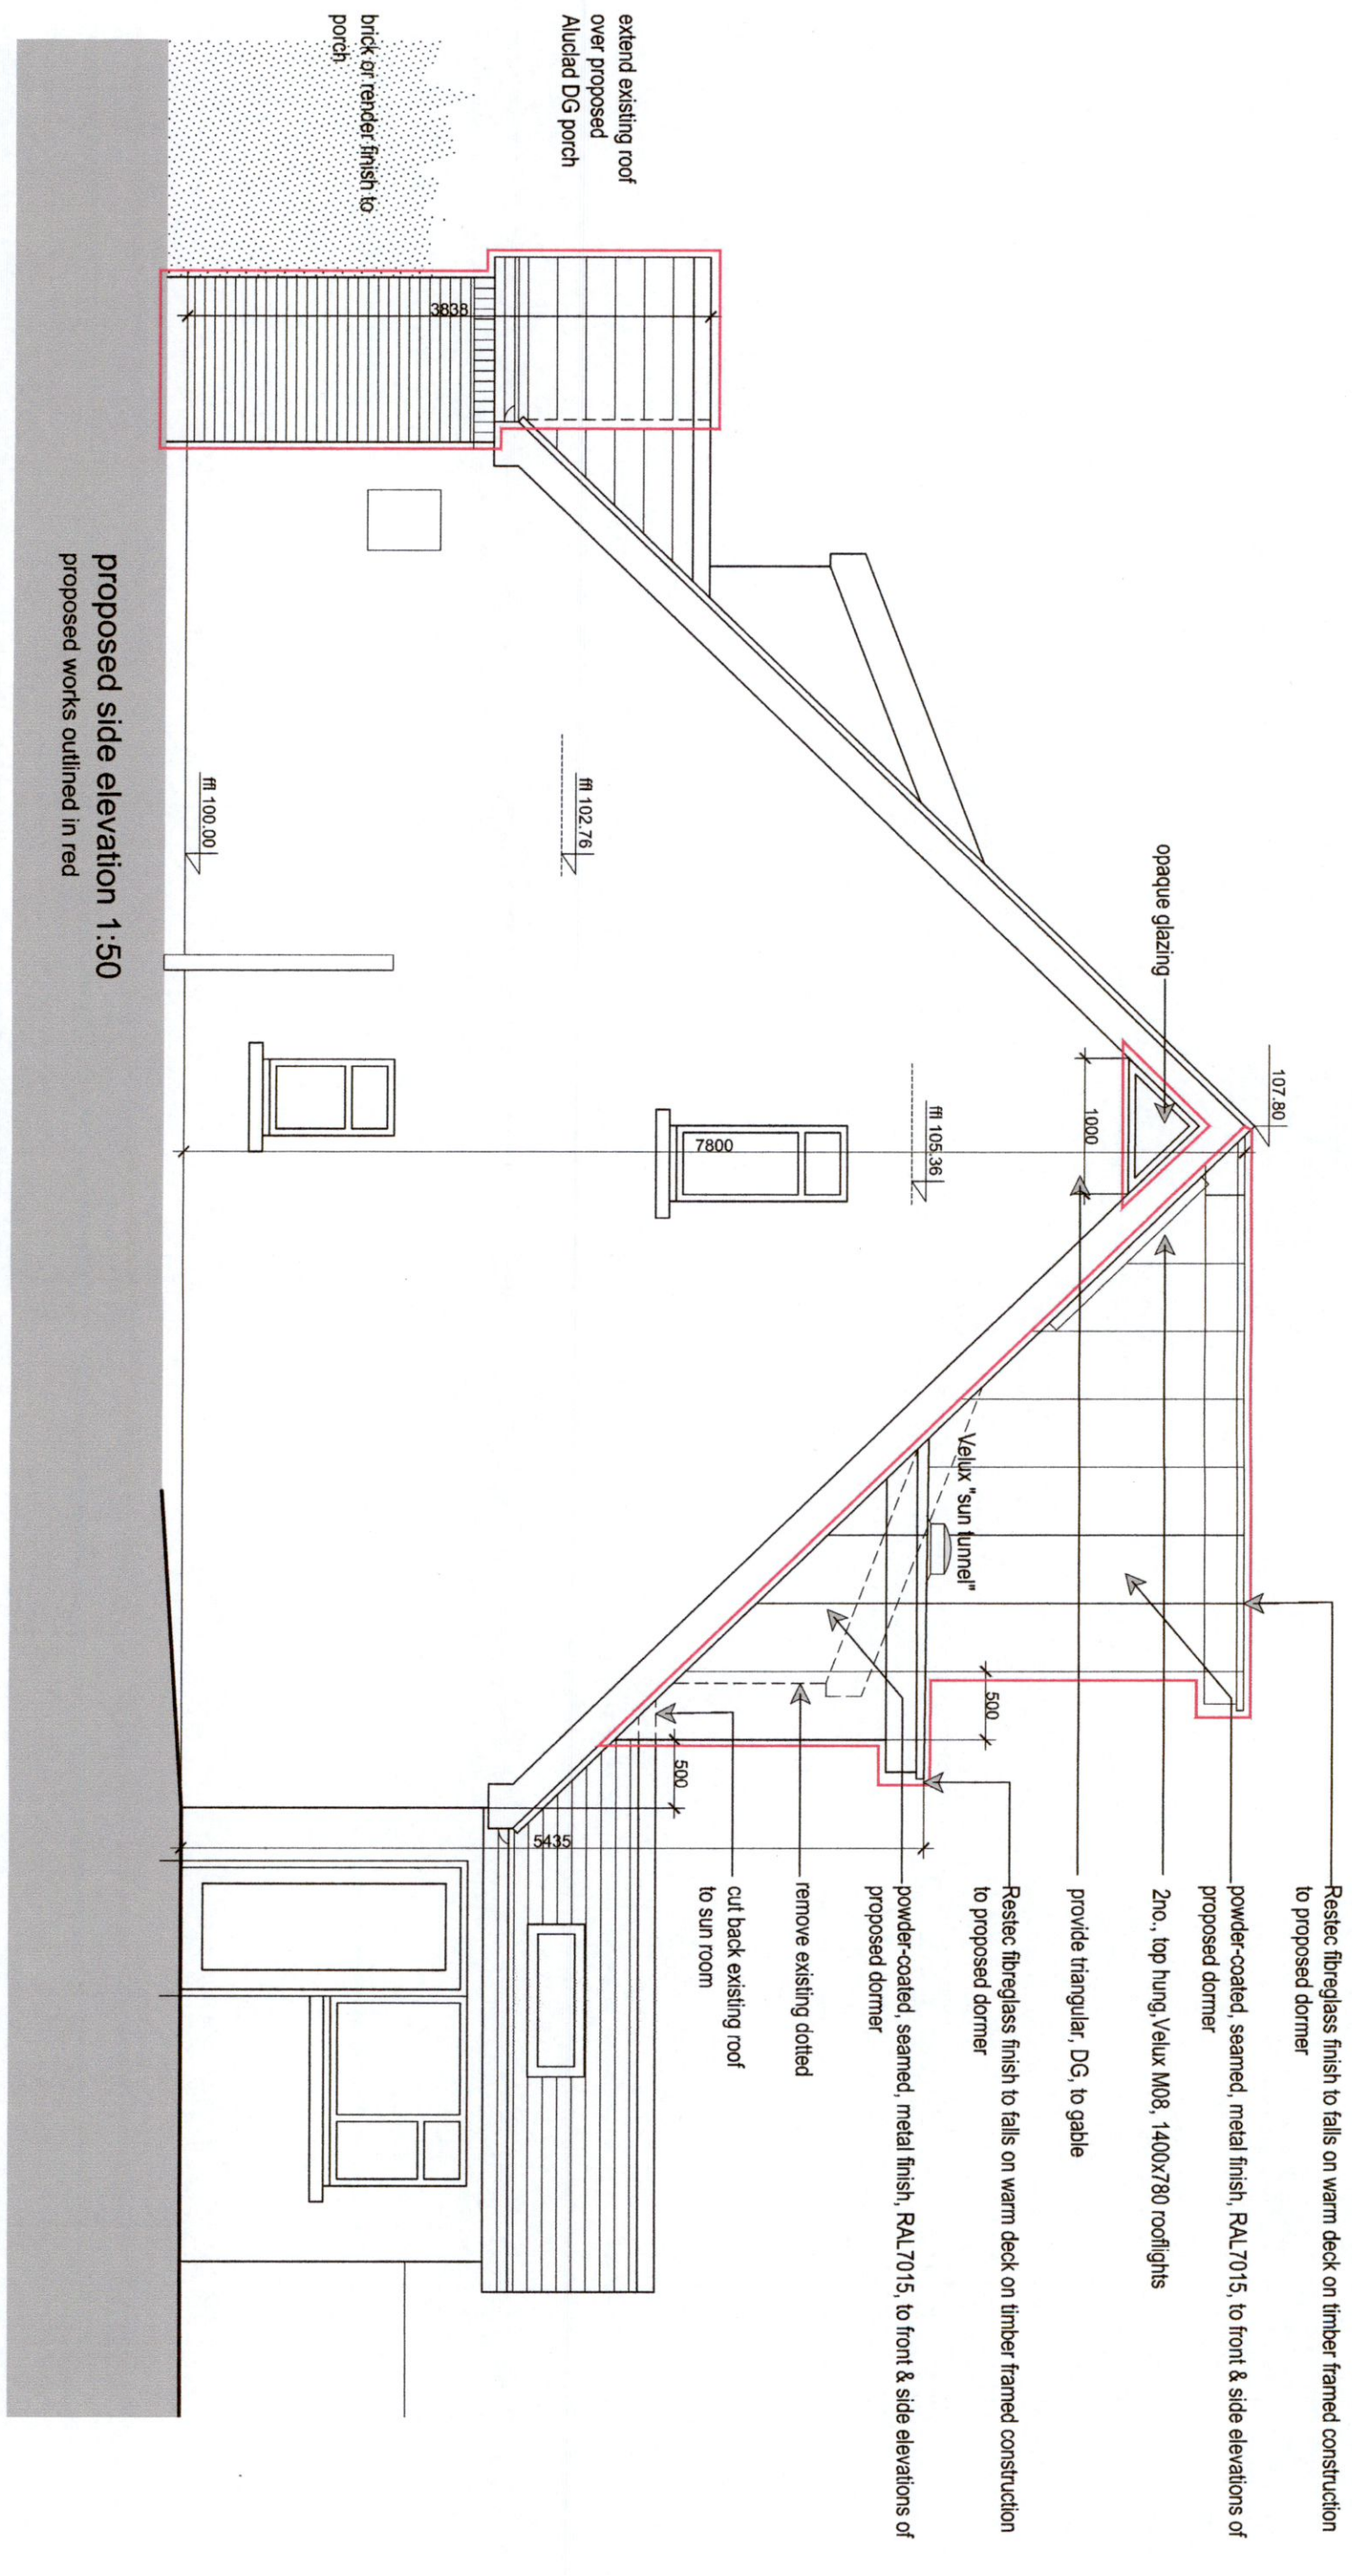 Restec fibreglass finish to falls on warm deck on timber framed construction
to proposed dormer
powder-coated, seamed, metal finish, RAL7015, to front & side elevations of
proposed dormer
2no., top hung,Velux M08, 1400x780 rooflights
provide triangular, DG, to gable
Restec fibreglass finish to falls on warm deck on timber framed construction
to proposed dormer
powder-coated, seamed, metal finish, RAL7015, to front & side elevations of
proposed dormer
remove existing dotted
cut back existing roof
to sun room
107.80
opaque glazing
1000
Velux "sun tunnel"
500
ffl 105.36
7800
500
extend existing roof
over proposed
Aluclad DG porch
ffl 102.76
5435
3838
brick or render finish to
porch
ffl 100.00
proposed side elevation 1:50
proposed works outlined in red